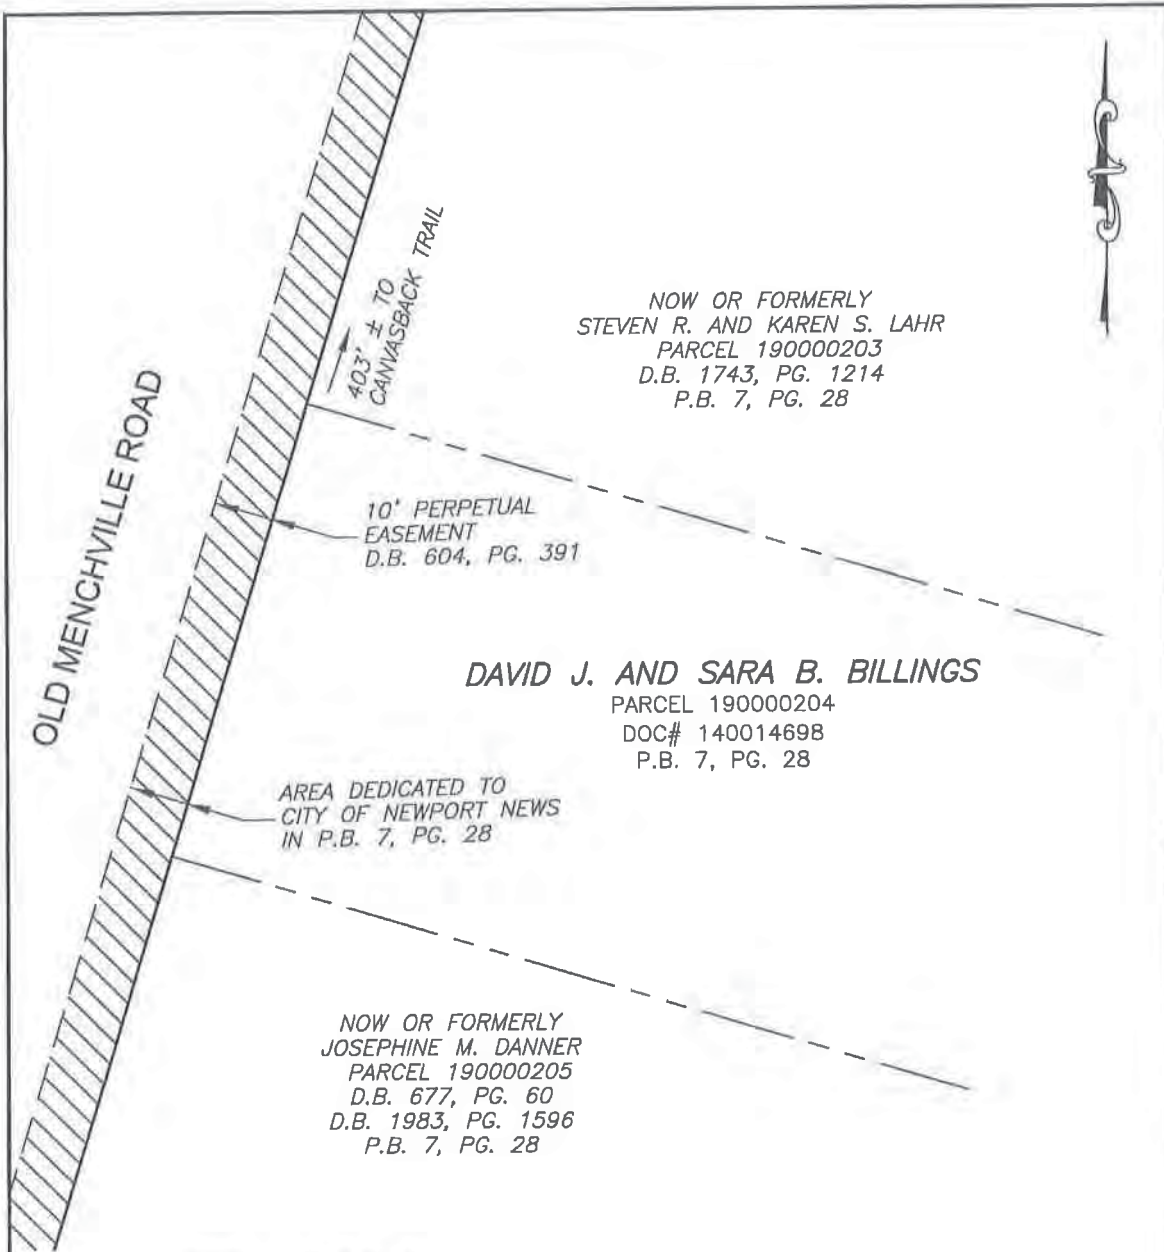 403' ± TO
CANVASBACK TRAIL
NOW OR FORMERLY
STEVEN R. AND KAREN S. LAHR
PARCEL 190000203
D.B. 1743, PG. 1214
P.B. 7, PG. 28
OLD MENCHVILLE ROAD
10' PERPETUAL
EASEMENT
D.B. 604, PG. 391
DAVID J. AND SARA B. BILLINGS
PARCEL 190000204
DOC# 140014698
P.B. 7, PG. 28
AREA DEDICATED TO
CITY OF NEWPORT NEWS
IN P.B. 7, PG. 28
NOW OR FORMERLY
JOSEPHINE M. DANNER
PARCEL 190000205
D.B. 677, PG. 60
D.B. 1983, PG. 1596
P.B. 7, PG. 28